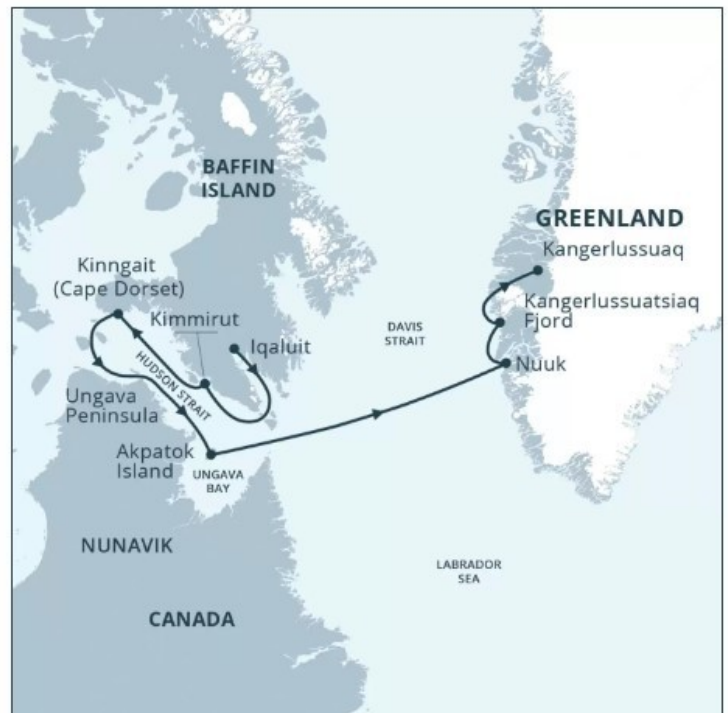 BAFFIN
ISLAND
GREENLAND
Kangerlussuaq
Kinngait
(Cape Dorset)
Kimmirut
Iqaluit
Kangerlussuatsiaq
Fjord
DAVIS
STRAIT
HUDSON STRAIT
Nuuk
Ungava
Peninsula
Akpatok
Island
UNGAVA
BAY
NUNAVIK
LABRADOR
SEA
CANADA